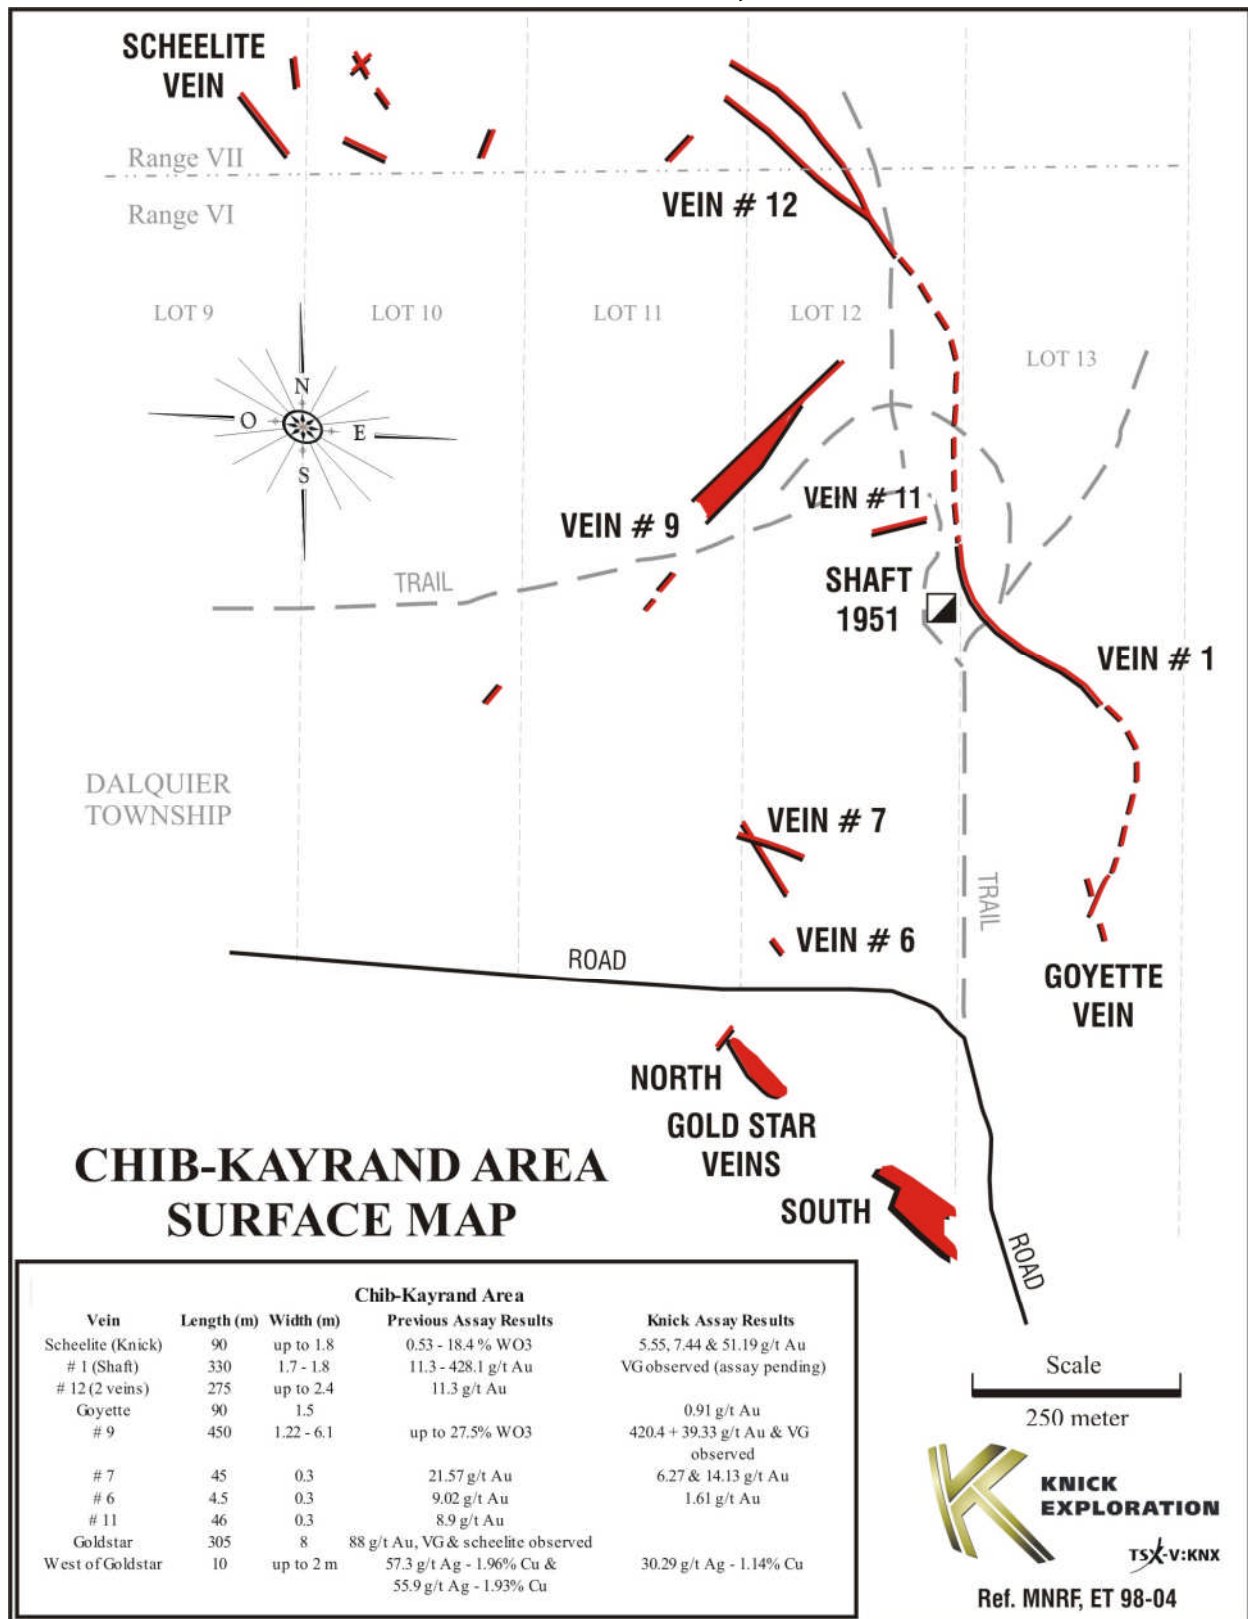 SCHEELITE
VEIN
Range VII
Range VI
VEIN # 12
LOT 9
LOT 10
LOT 11
LOT 12
LOT 13
N
O
E
S
VEIN # 9
VEIN # 11
TRAIL
SHAFT
1951
VEIN # 1
DALQUIER
TOWNSHIP
VEIN # 7
TRAIL
VEIN # 6
ROAD
GOYETTE
VEIN
NORTH
GOLD STAR
VEINS
SOUTH
ROAD
CHIB-KAYRAND AREA
SURFACE MAP
Chib-Kayrand Area
Vein Length (m) Width (m) Previous Assay Results Knick Assay Results
Scheelite (Knick) 90 up to 1.8 0.53 - 18.4 % WO3 5.55, 7.44 & 51.19 g/t Au
# 1 (Shaft) 330 1.7 - 1.8 11.3 - 428.1 g/t Au VG observed (assay pending)
# 12 (2 veins) 275 up to 2.4 11.3 g/t Au
Goyette 90 1.5 0.91 g/t Au
# 9 450 1.22 - 6.1 up to 27.5% WO3 420.4 + 39.33 g/t Au & VG
observed
# 7 45 0.3 21.57 g/t Au 6.27 & 14.13 g/t Au
# 6 4.5 0.3 9.02 g/t Au 1.61 g/t Au
# 11 46 0.3 8.9 g/t Au
Goldstar 305 8 88 g/t Au, VG & scheelite observed
West of Goldstar 10 up to 2 m 57.3 g/t Ag - 1.96% Cu & 30.29 g/t Ag - 1.14% Cu
55.9 g/t Ag - 1.93% Cu
Scale
250 meter
KNICK
EXPLORATION
TSX-V:KNX
Ref. MNRF, ET 98-04